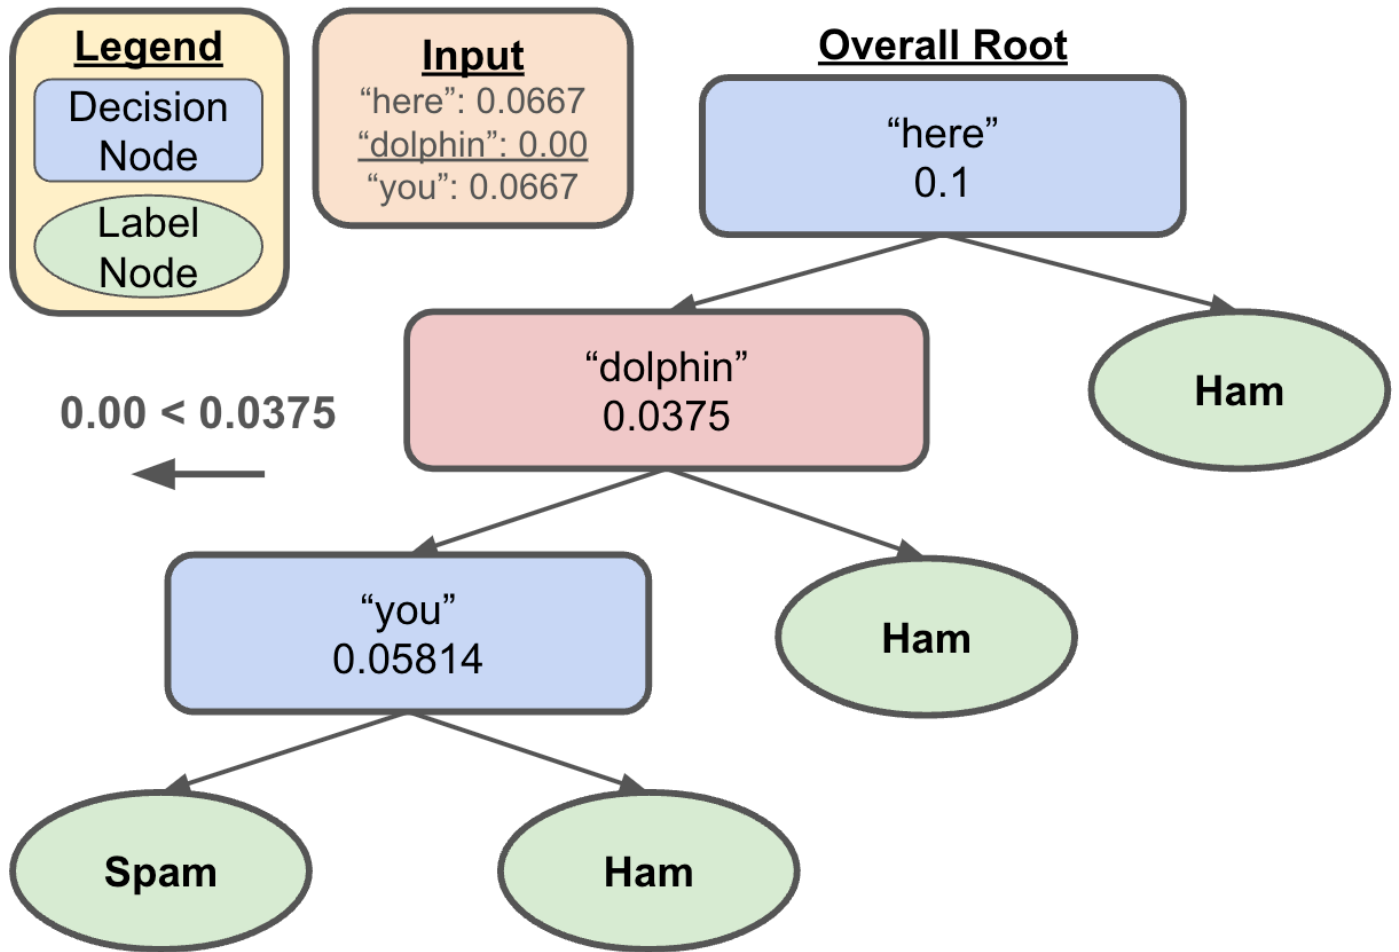 Legend
Decision
Node
Label
Node
Input
“here”: 0.0667
“dolphin”: 0.00
“you”: 0.0667
Overall Root
“here”
0.1
“dolphin”
0.0375
Ham
0.00 < 0.0375
“you”
0.05814
Ham
Spam
Ham